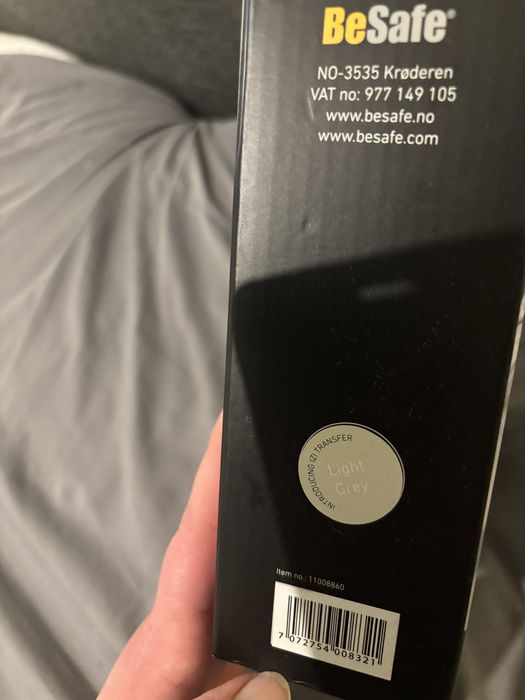 BeSafe®
NO-3535 Krøderen
VAT no: 977 149 105
www.besafe.no
www.besafe.com
INTRODUCING IZI TRANSFER
Light
Grey
Item no.: 11008860
7 072754 008321